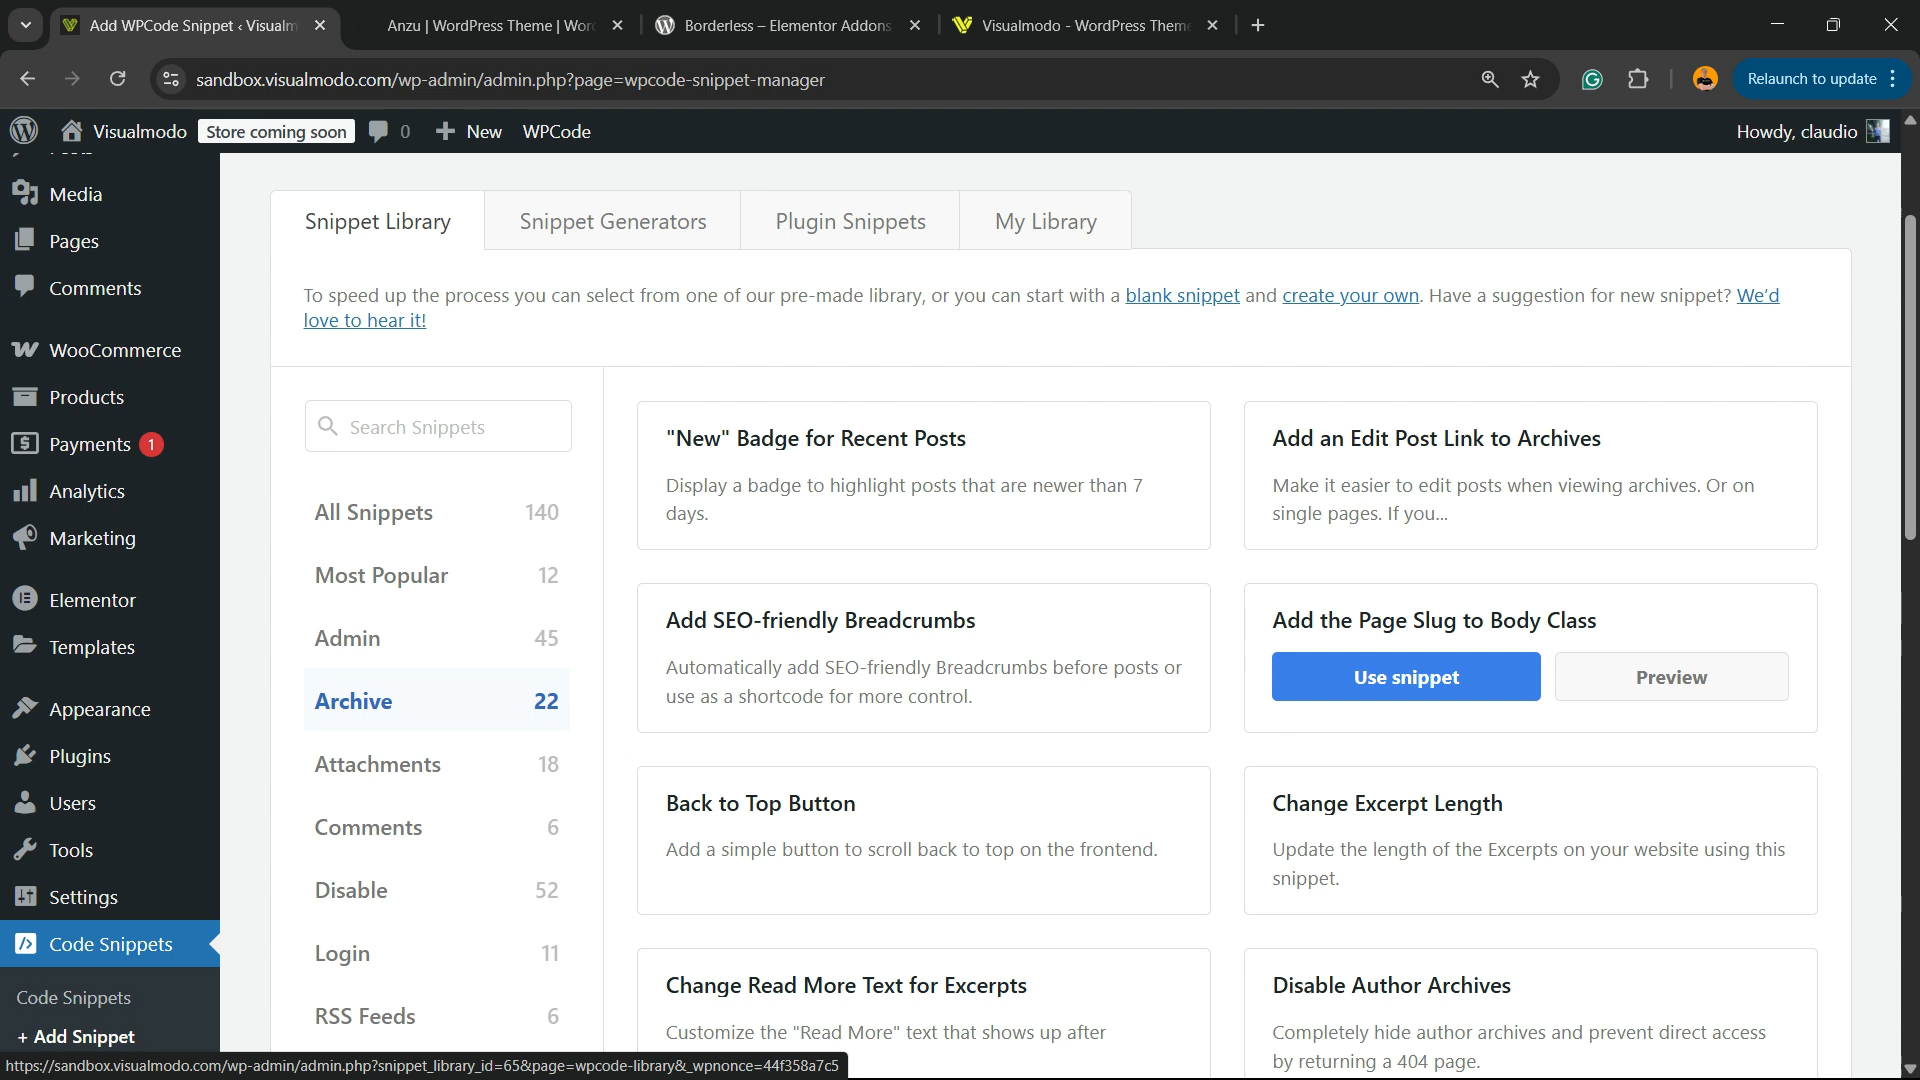 Add WPCode Snippet ‹ Visualm
Anzu | WordPress Theme | Wor
Borderless – Elementor Addons
Visualmodo - WordPress Theme
sandbox.visualmodo.com/wp-admin/admin.php?page=wpcode-snippet-manager
Relaunch to update
Visualmodo
Store coming soon
0
New
WPCode
Howdy, claudio
Media
Pages
Comments
WooCommerce
Products
Payments 1
Analytics
Marketing
Elementor
Templates
Appearance
Plugins
Users
Tools
Settings
Code Snippets
Code Snippets
+ Add Snippet
Snippet Library
Snippet Generators
Plugin Snippets
My Library
To speed up the process you can select from one of our pre-made library, or you can start with a blank snippet and create your own. Have a suggestion for new snippet? We'd
love to hear it!
Search Snippets
All Snippets 140
Most Popular 12
Admin 45
Archive 22
Attachments 18
Comments 6
Disable 52
Login 11
RSS Feeds 6
"New" Badge for Recent Posts
Display a badge to highlight posts that are newer than 7
days.
Add an Edit Post Link to Archives
Make it easier to edit posts when viewing archives. Or on
single pages. If you...
Add SEO-friendly Breadcrumbs
Automatically add SEO-friendly Breadcrumbs before posts or
use as a shortcode for more control.
Add the Page Slug to Body Class
Use snippet
Preview
Back to Top Button
Add a simple button to scroll back to top on the frontend.
Change Excerpt Length
Update the length of the Excerpts on your website using this
snippet.
Change Read More Text for Excerpts
Customize the "Read More" text that shows up after
Disable Author Archives
Completely hide author archives and prevent direct access
by returning a 404 page.
https://sandbox.visualmodo.com/wp-admin/admin.php?snippet_library_id=65&page=wpcode-library&_wpnonce=44f358a7c5